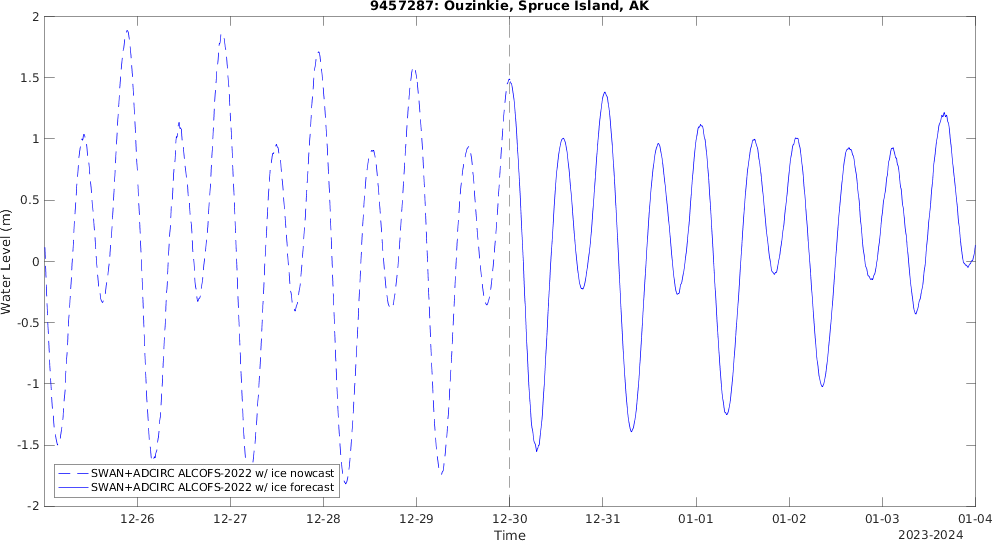 9457287: Ouzinkie, Spruce Island, AK
2
1.5
1
0.5
0
-0.5
-1
-1.5
-2
Water Level (m)
SWAN+ADCIRC ALCOFS-2022 w/ ice nowcast
SWAN+ADCIRC ALCOFS-2022 w/ ice forecast
12-26 12-27 12-28 12-29 12-30 12-31 01-01 01-02 01-03 01-04
Time
2023-2024